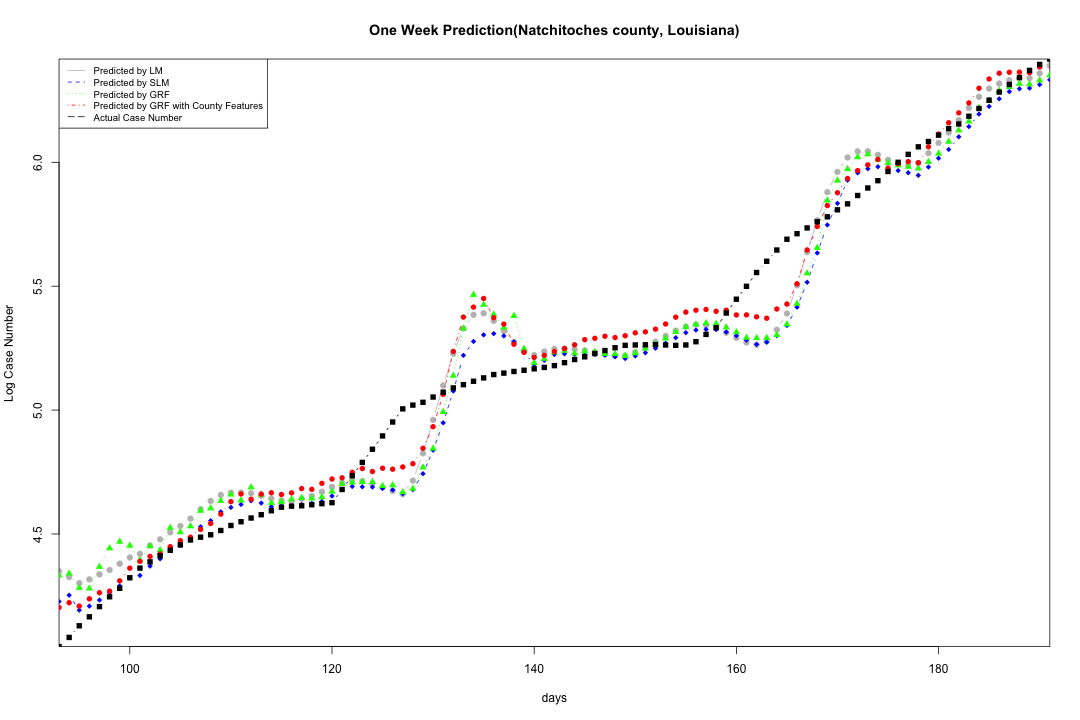 One Week Prediction(Natchitoches county, Louisiana)
Predicted by LM
Predicted by SLM
Predicted by GRF
Predicted by GRF with County Features
Actual Case Number
6.0
5.5
5.0
4.5
Log Case Number
100 120 140 160 180
days